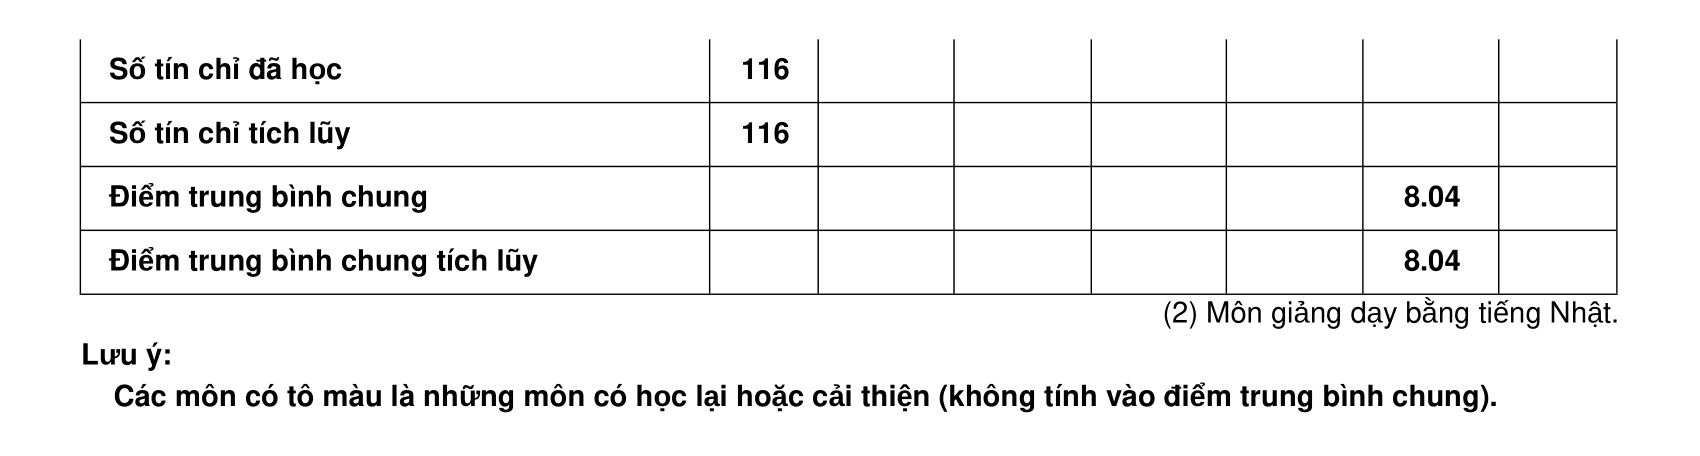 Số tín chỉ đã học 116
Số tín chỉ tích lũy 116
Điểm trung bình chung 8.04
Điểm trung bình chung tích lũy 8.04
(2) Môn giảng dạy bằng tiếng Nhật.
Lưu ý:
Các môn có tô màu là những môn có học lại hoặc cải thiện (không tính vào điểm trung bình chung).